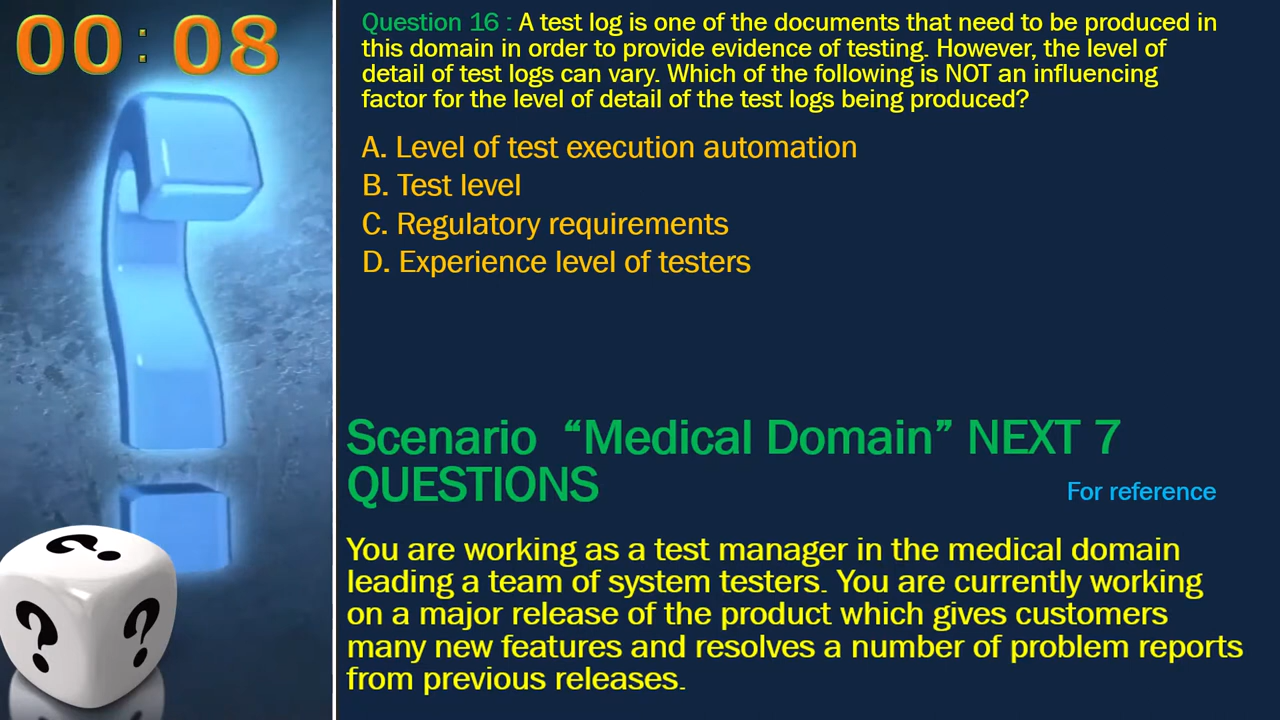 00:08
Question 16 : A test log is one of the documents that need to be produced in
this domain in order to provide evidence of testing. However, the level of
detail of test logs can vary. Which of the following is NOT an influencing
factor for the level of detail of the test logs being produced?
A. Level of test execution automation
B. Test level
C. Regulatory requirements
D. Experience level of testers
Scenario “Medical Domain” NEXT 7
QUESTIONS
For reference
You are working as a test manager in the medical domain
leading a team of system testers. You are currently working
on a major release of the product which gives customers
many new features and resolves a number of problem reports
from previous releases.